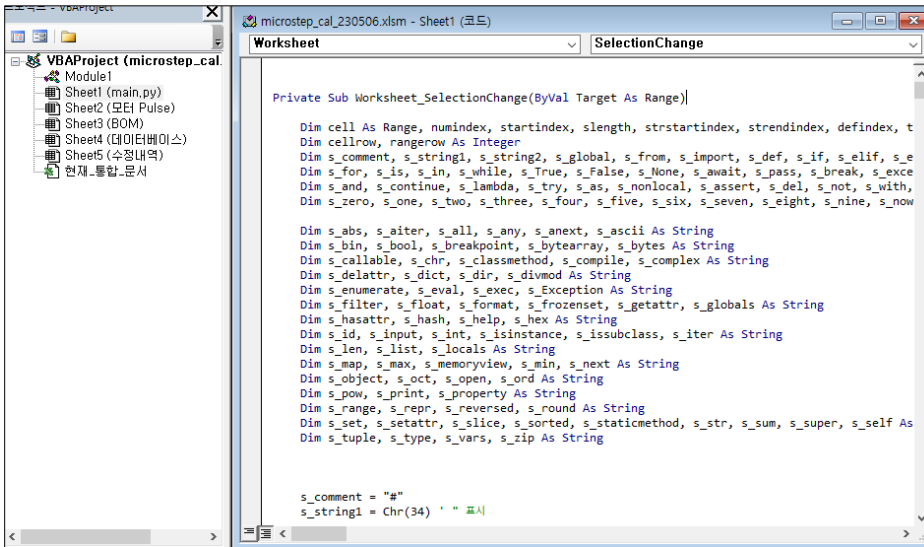 VBAProject
VBAProject (microstep_cal.
Module1
Sheet1 (main,py)
Sheet2 (모터 Pulse)
Sheet3 (BOM)
Sheet4 (데이터베이스)
Sheet5 (수정내역)
현재_통합_문서
microstep_cal_230506.xlsm - Sheet1 (코드)
Worksheet
SelectionChange
Private Sub Worksheet_SelectionChange(ByVal Target As Range)
Dim cell As Range, numindex, startindex, slength, strstartindex, strendindex, defindex, t
Dim cellrow, rangerow As Integer
Dim s_comment, s_string1, s_string2, s_global, s_from, s_import, s_def, s_if, s_elif, s_e
Dim s_for, s_is, s_in, s_while, s_True, s_False, s_None, s_await, s_pass, s_break, s_exce
Dim s_and, s_continue, s_lambda, s_try, s_as, s_nonlocal, s_assert, s_del, s_not, s_with,
Dim s_zero, s_one, s_two, s_three, s_four, s_five, s_six, s_seven, s_eight, s_nine, s_now
Dim s_abs, s_aiter, s_all, s_any, s_anext, s_ascii As String
Dim s_bin, s_bool, s_breakpoint, s_bytearray, s_bytes As String
Dim s_callable, s_chr, s_classmethod, s_compile, s_complex As String
Dim s_delattr, s_dict, s_dir, s_divmod As String
Dim s_enumerate, s_eval, s_exec, s_Exception As String
Dim s_filter, s_float, s_format, s_frozenset, s_getattr, s_globals As String
Dim s_hasattr, s_hash, s_help, s_hex As String
Dim s_id, s_input, s_int, s_isinstance, s_issubclass, s_iter As String
Dim s_len, s_list, s_locals As String
Dim s_map, s_max, s_memoryview, s_min, s_next As String
Dim s_object, s_oct, s_open, s_ord As String
Dim s_pow, s_print, s_property As String
Dim s_range, s_repr, s_reversed, s_round As String
Dim s_set, s_setattr, s_slice, s_sorted, s_staticmethod, s_str, s_sum, s_super, s_self As
Dim s_tuple, s_type, s_vars, s_zip As String
s_comment = "#"
s_string1 = Chr(34) ' " 표시